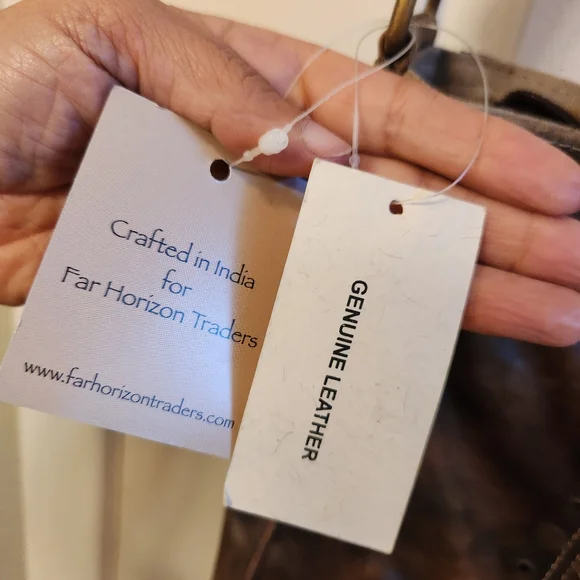 Crafted in India
for
Far Horizon Traders
www.farhorizontraders.com
GENUINE LEATHER